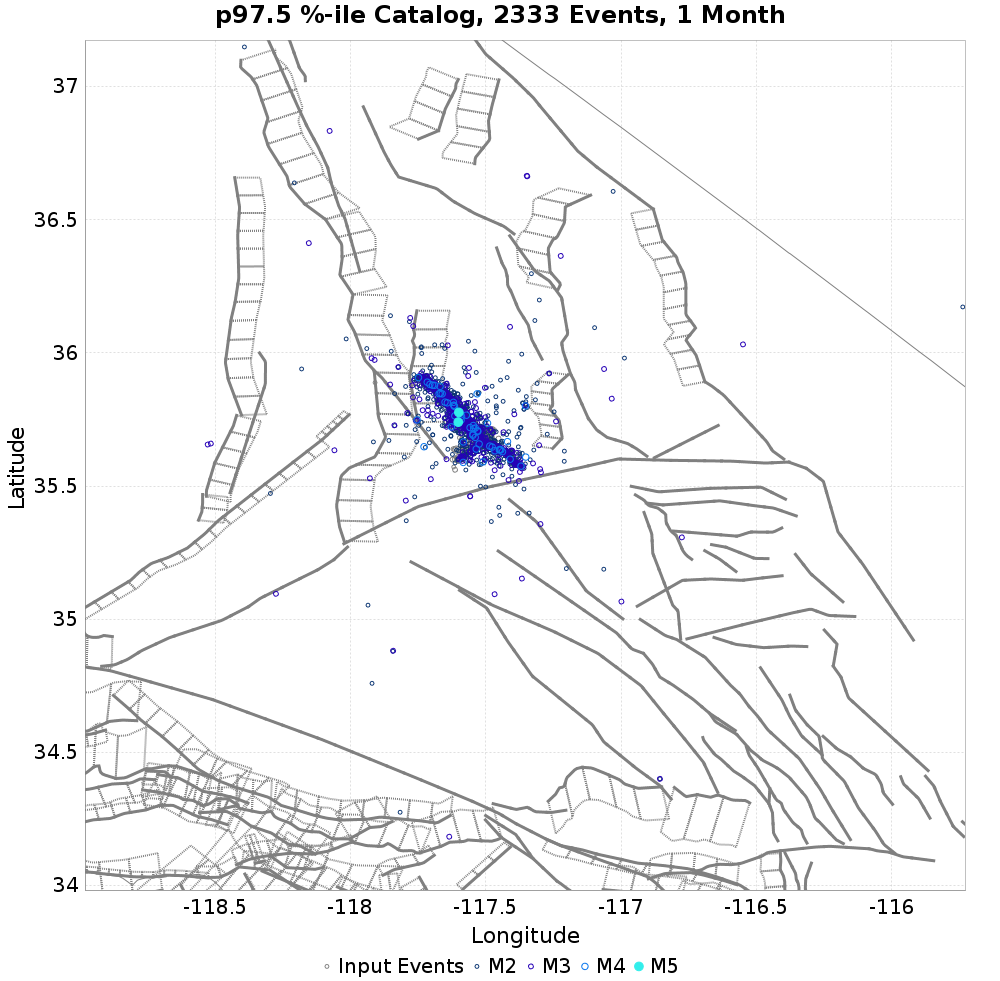 p97.5 %-ile Catalog, 2333 Events, 1 Month
37
36.5
36
35.5
35
34.5
34
Latitude
-118.5 -118 -117.5 -117 -116.5 -116
Longitude
Input Events M2 M3 M4 M5